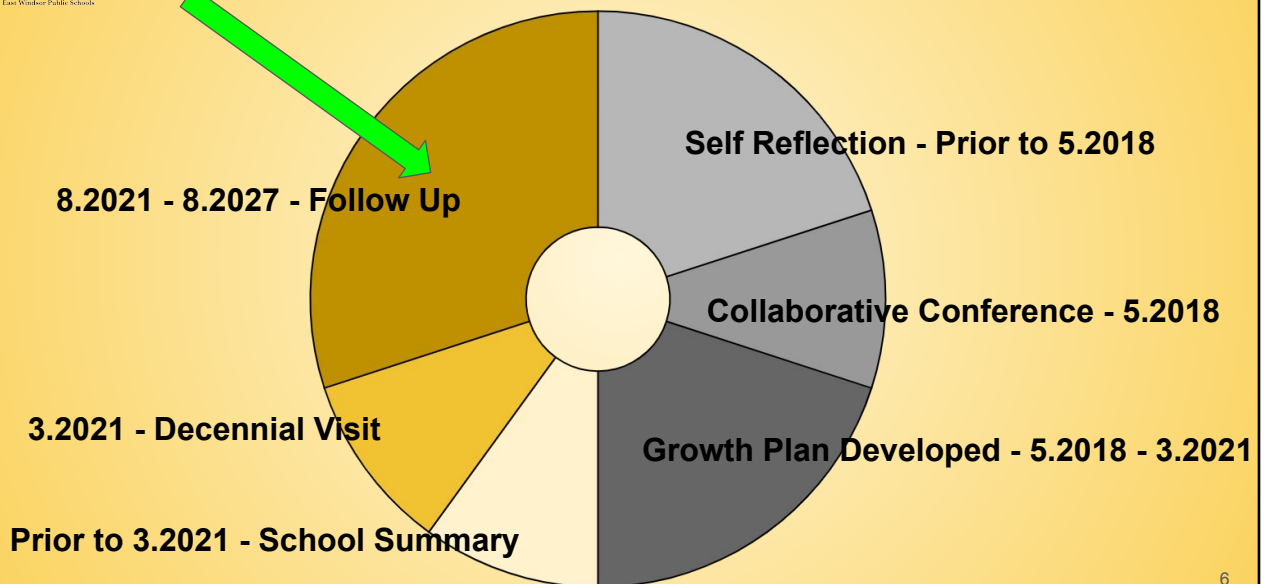 East Windsor Public Schools
Self Reflection - Prior to 5.2018
8.2021 - 8.2027 - Follow Up
Collaborative Conference - 5.2018
3.2021 - Decennial Visit
Growth Plan Developed - 5.2018 - 3.2021
Prior to 3.2021 - School Summary
6